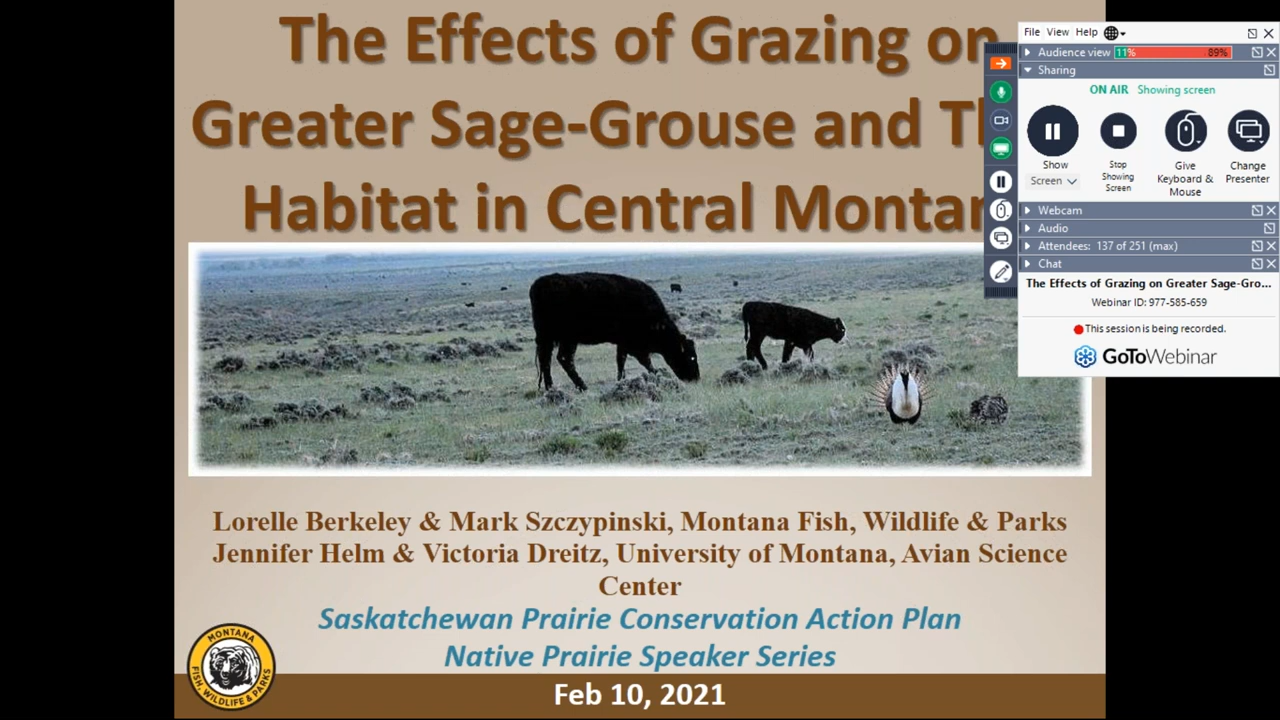 The Effects of Grazing on
Greater Sage-Grouse and Th
Habitat in Central Montan
Lorelle Berkeley & Mark Szczypinski, Montana Fish, Wildlife & Parks
Jennifer Helm & Victoria Dreitz, University of Montana, Avian Science
Center
Saskatchewan Prairie Conservation Action Plan
Native Prairie Speaker Series
Feb 10, 2021
MONTANA
FISH, WILDLIFE & PARKS
File View Help
Audience view 11% 89%
Sharing
ON AIR Showing screen
Show
Screen
Stop
Showing
Screen
Give
Keyboard &
Mouse
Change
Presenter
Webcam
Audio
Attendees: 137 of 251 (max)
Chat
The Effects of Grazing on Greater Sage-Gro...
Webinar ID: 977-585-659
This session is being recorded.
GoToWebinar